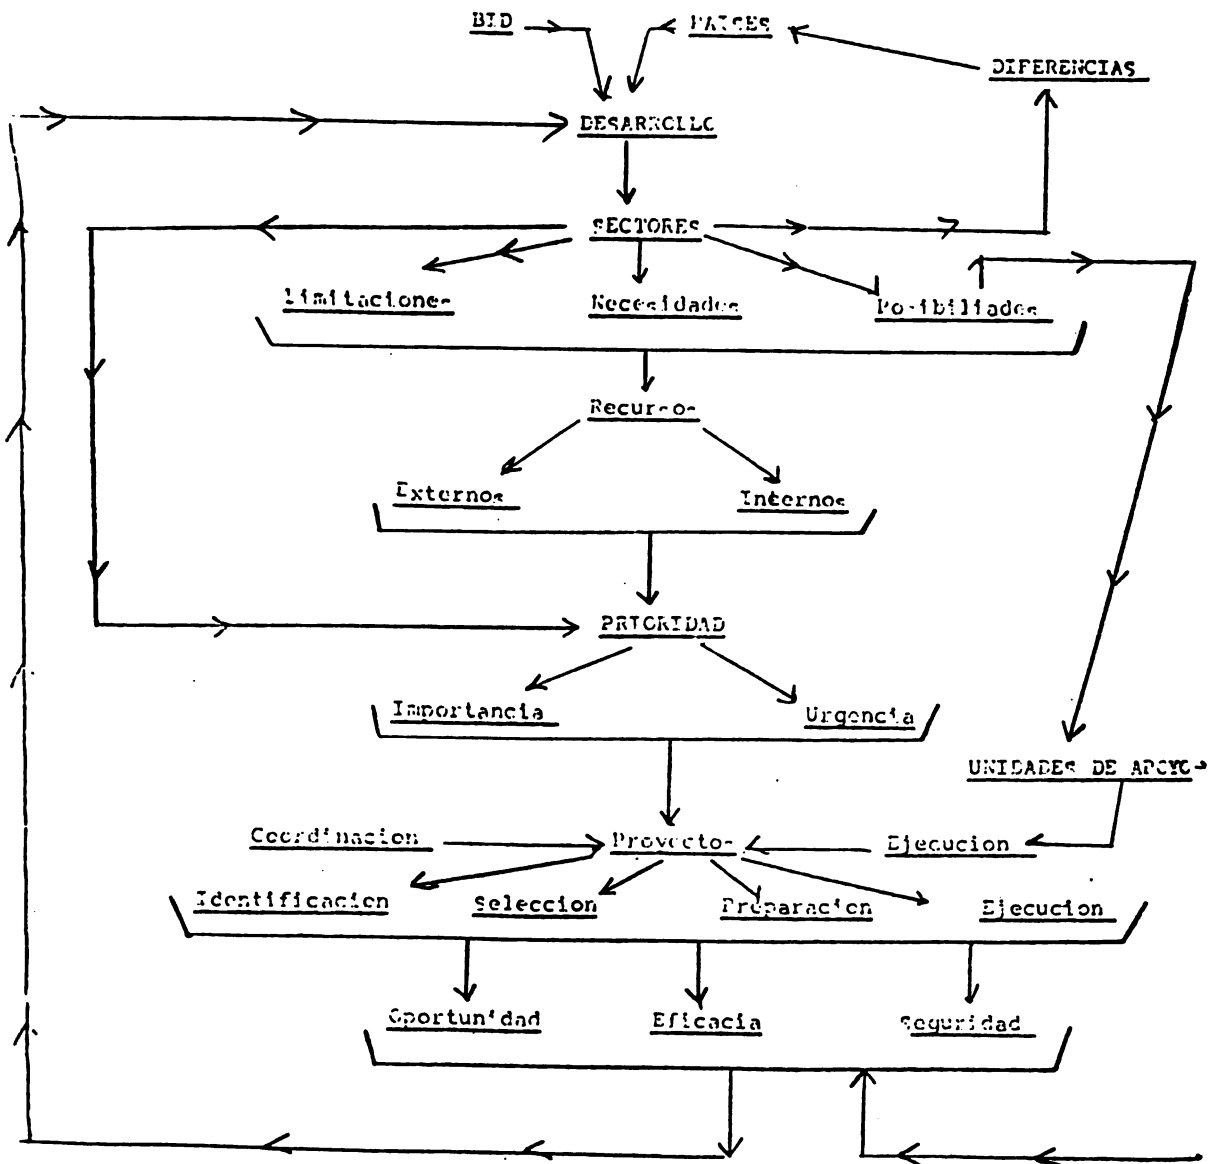 BID PAISES
DIFERENCIAS
DESARROLLO
SECTORES
Limitaciones Necesidades Posibiliades
Recursos
Externos Internos
PRIORIDAD
Importancia Urgencia
UNIDADES DE APOYO
Coordinacion Proyectos Ejecucion
Identificacion Seleccion Preparacion Ejecucion
Oportunidad Eficacia Seguridad